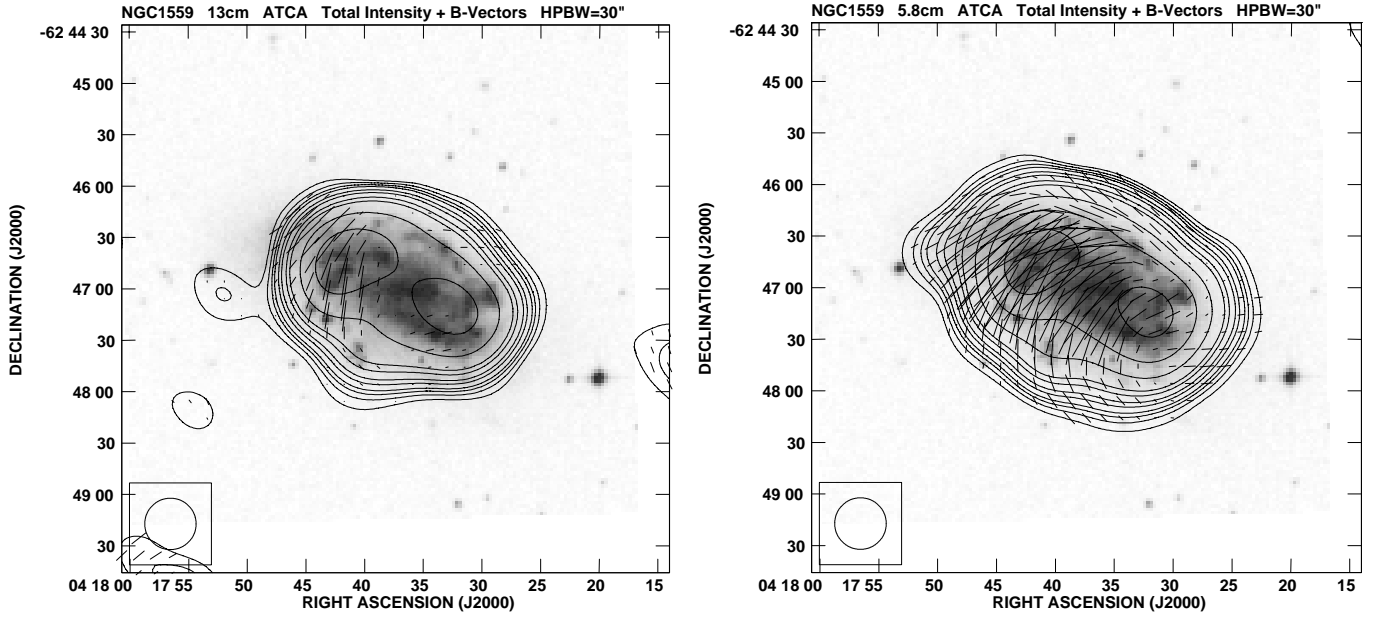 NGC1559 13cm ATCA Total Intensity + B-Vectors HPBW=30"
-62 44 30
45 00
30
46 00
30
47 00
30
48 00
30
49 00
30
DECLINATION (J2000)
04 18 00 17 55 50 45 40 35 30 25 20
RIGHT ASCENSION (J2000)
NGC1559 5.8cm ATCA Total Intensity + B-Vectors HPBW=30"
-62 44 30
45 00
30
46 00
30
47 00
30
48 00
30
49 00
30
DECLINATION (J2000)
04 18 00 17 55 50 45 40 35 30 25 20 15
RIGHT ASCENSION (J2000)